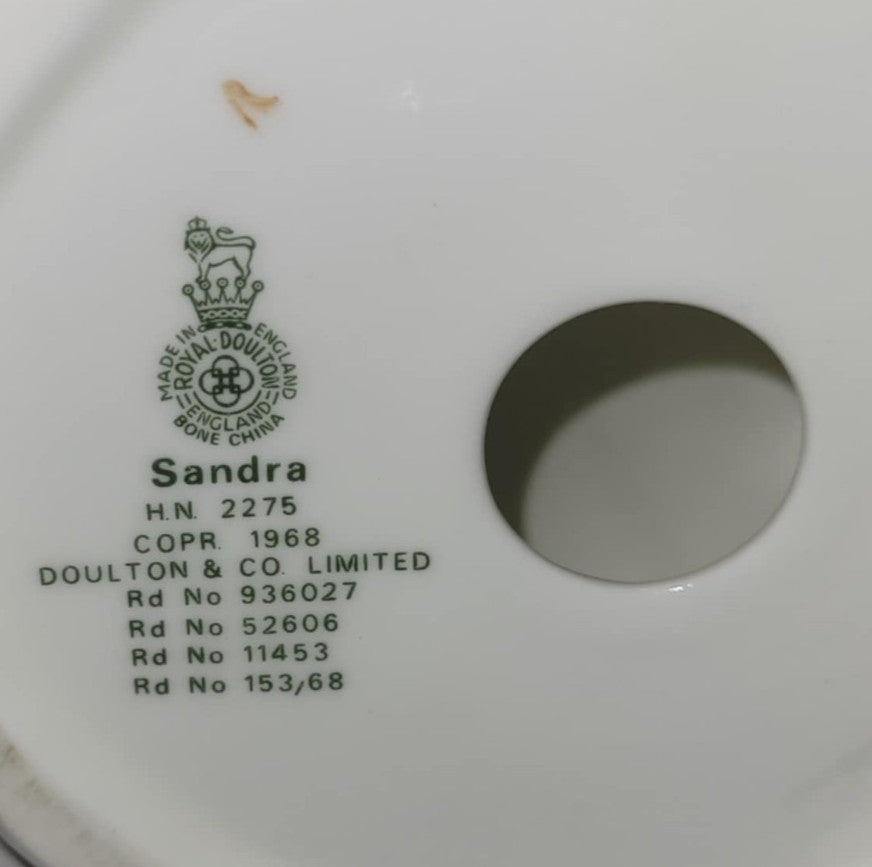 MADE IN ENGLAND
ROYAL·DOULTON
ENGLAND
BONE CHINA
Sandra
H.N. 2275
COPR. 1968
DOULTON & CO. LIMITED
Rd No 936027
Rd No 52606
Rd No 11453
Rd No 153/68